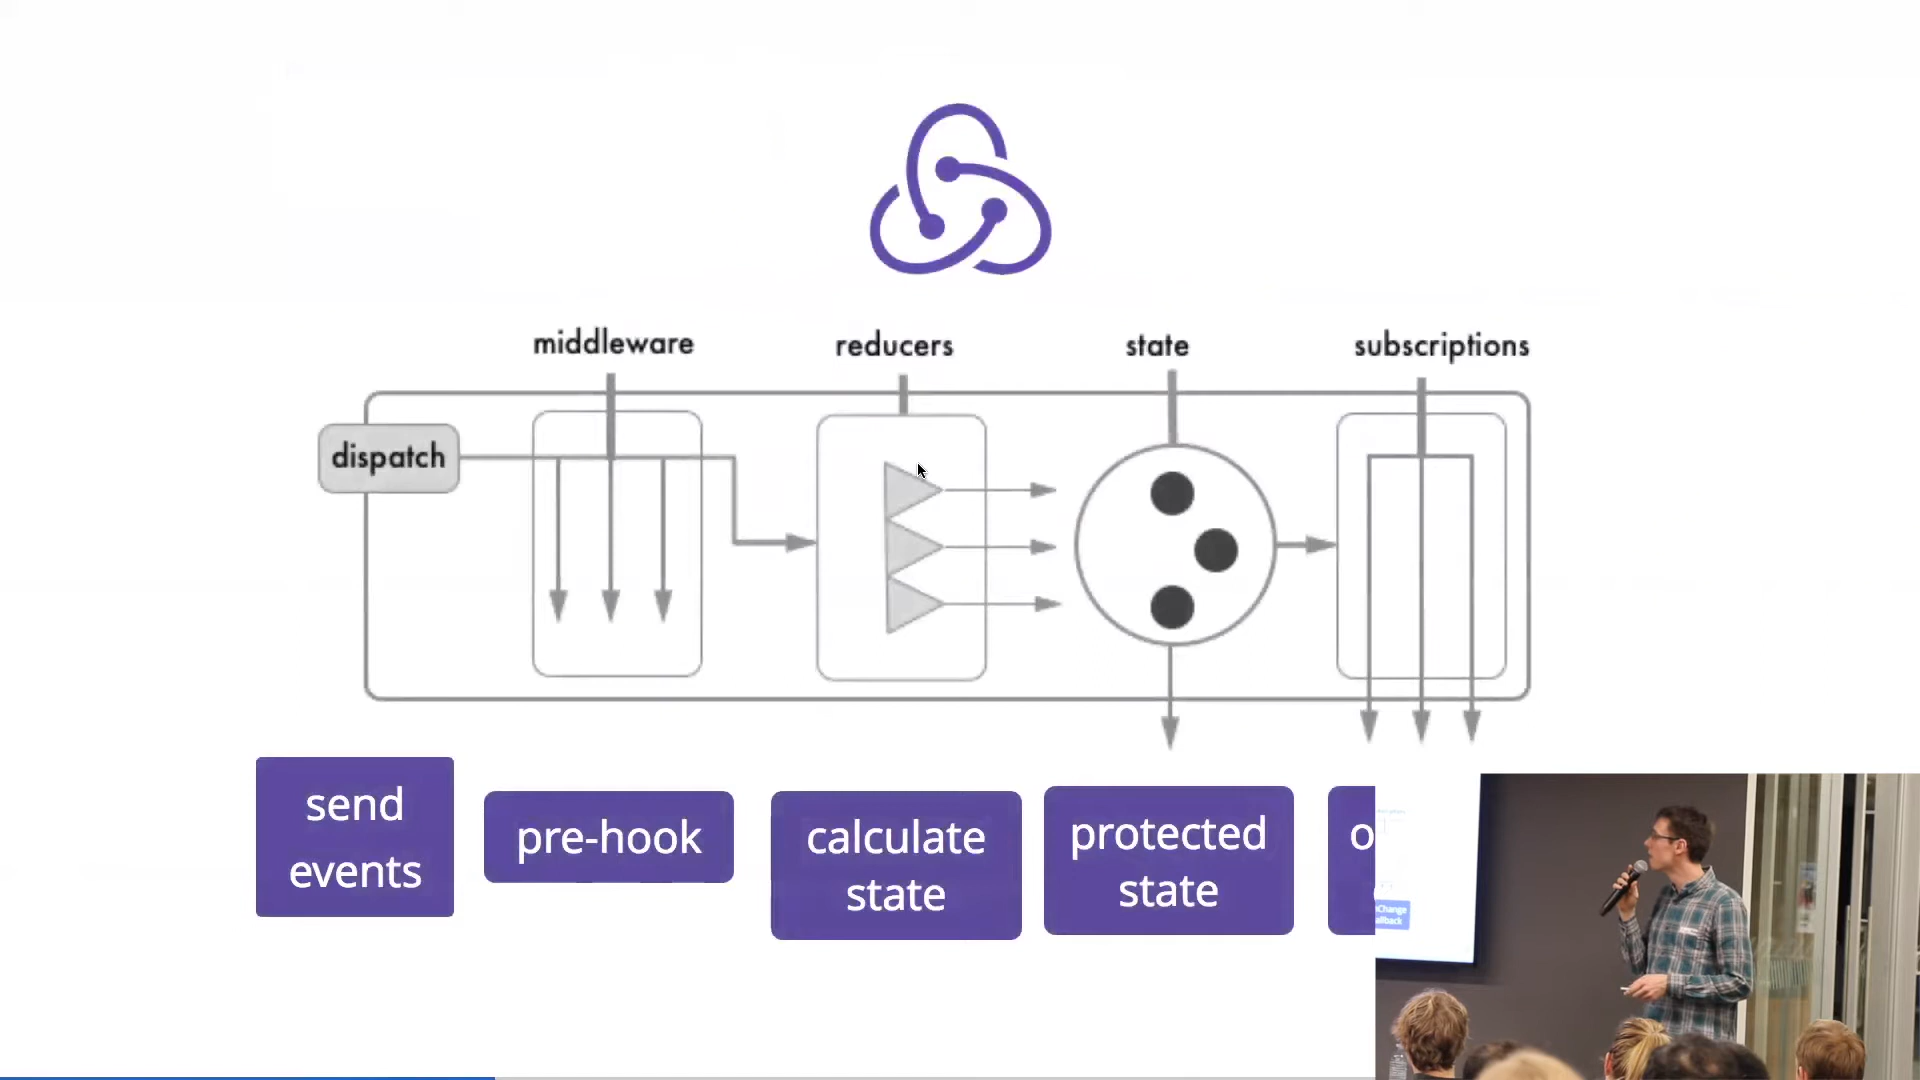 middleware
reducers
state
subscriptions
dispatch
send
events
pre-hook
calculate
state
protected
state
o